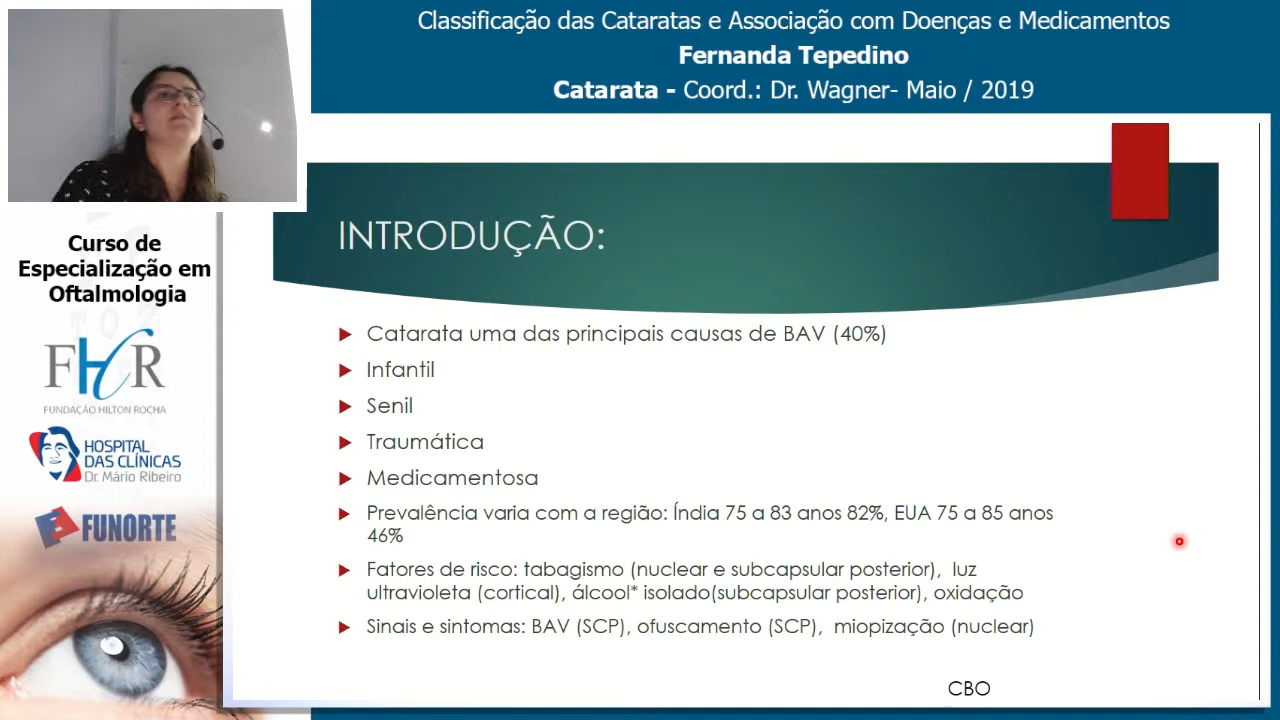 Classificação das Cataratas e Associação com Doenças e Medicamentos
Fernanda Tepedino
Catarata - Coord.: Dr. Wagner- Maio / 2019
Curso de
Especialização em
Oftalmologia
FHR
FUNDAÇÃO HILTON ROCHA
HOSPITAL
DAS CLÍNICAS
Dr. Mário Ribeiro
FUNORTE
INTRODUÇÃO:
Catarata uma das principais causas de BAV (40%)
Infantil
Senil
Traumática
Medicamentosa
Prevalência varia com a região: Índia 75 a 83 anos 82%, EUA 75 a 85 anos
46%
Fatores de risco: tabagismo (nuclear e subcapsular posterior), luz
ultravioleta (cortical), álcool* isolado(subcapsular posterior), oxidação
Sinais e sintomas: BAV (SCP), ofuscamento (SCP), miopização (nuclear)
CBO